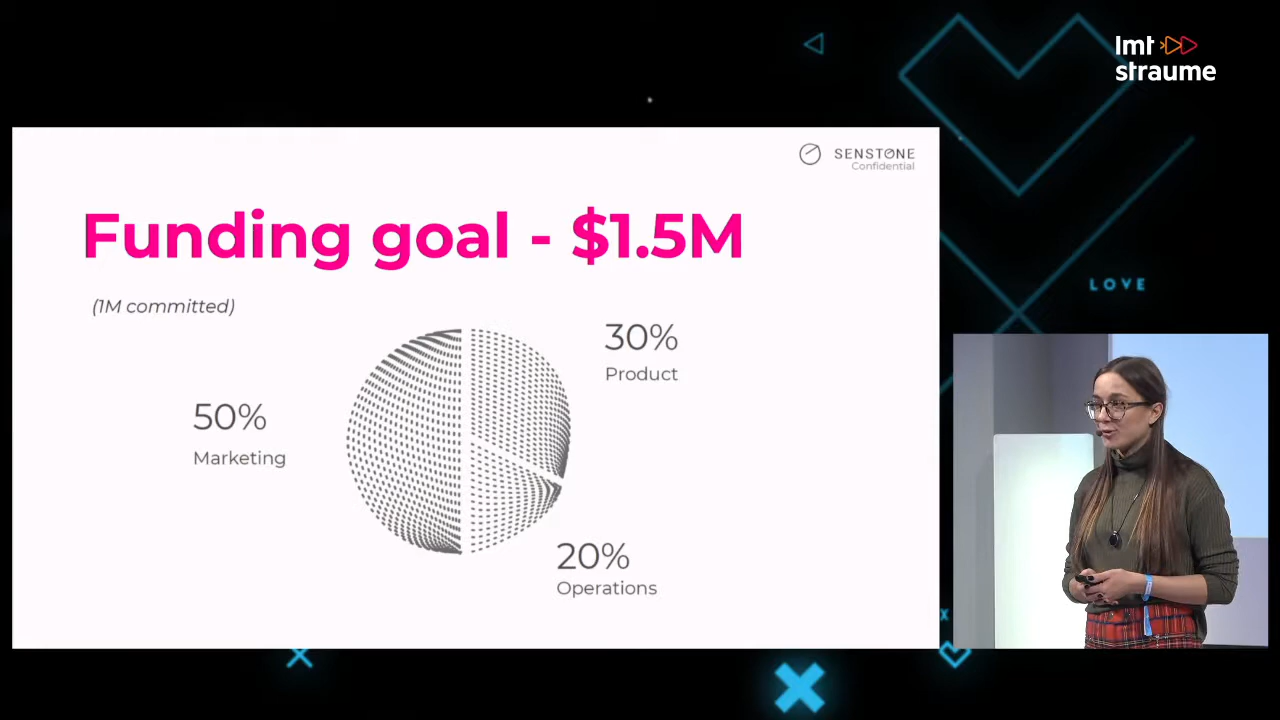 lmt
straume
SENSTONE
Confidential
Funding goal - $1.5M
(1M committed)
30%
Product
50%
Marketing
20%
Operations
LOVE
x